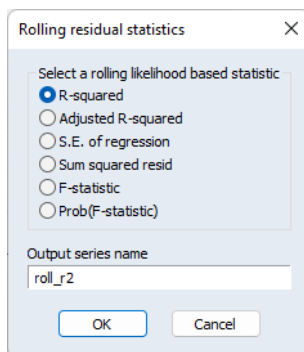 Rolling residual statistics
Select a rolling likelihood based statistic
R-squared
Adjusted R-squared
S.E. of regression
Sum squared resid
F-statistic
Prob(F-statistic)
Output series name
roll_r2
OK Cancel